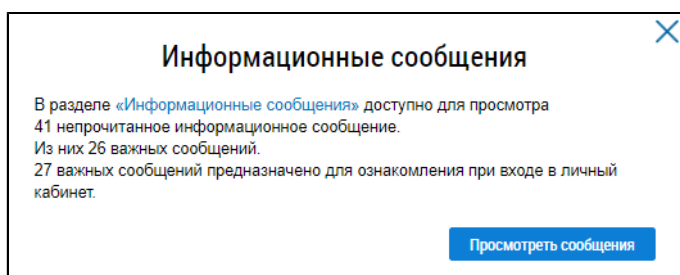 Информационные сообщения
В разделе «Информационные сообщения» доступно для просмотра
41 непрочитанное информационное сообщение.
Из них 26 важных сообщений.
27 важных сообщений предназначено для ознакомления при входе в личный
кабинет.
Просмотреть сообщения